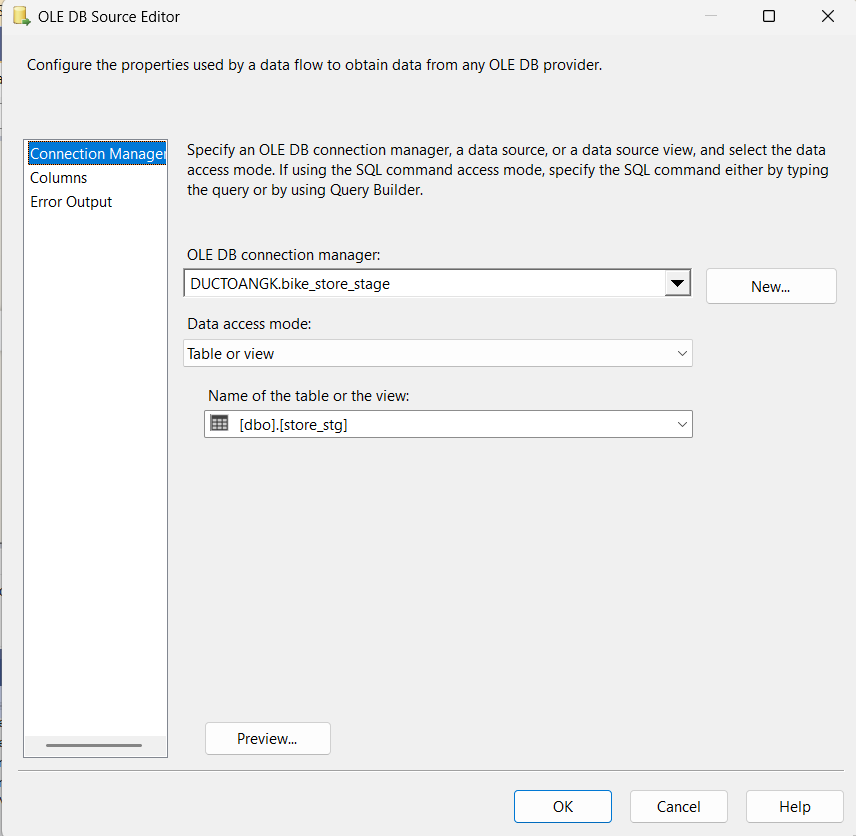 OLE DB Source Editor
Configure the properties used by a data flow to obtain data from any OLE DB provider.
Connection Manager
Columns
Error Output
Specify an OLE DB connection manager, a data source, or a data source view, and select the data
access mode. If using the SQL command access mode, specify the SQL command either by typing
the query or by using Query Builder.
OLE DB connection manager:
DUCTOANGK.bike_store_stage
New...
Data access mode:
Table or view
Name of the table or the view:
[dbo].[store_stg]
Preview...
OK
Cancel
Help